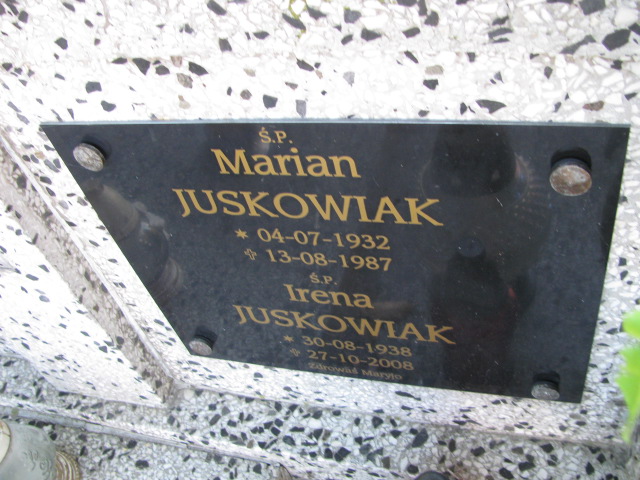 Ś.P.
Marian
JUSKOWIAK
* 04-07-1932
✞ 13-08-1987
Ś.P.
Irena
JUSKOWIAK
* 30-08-1938
✞ 27-10-2008
Zdrowaś Maryjo